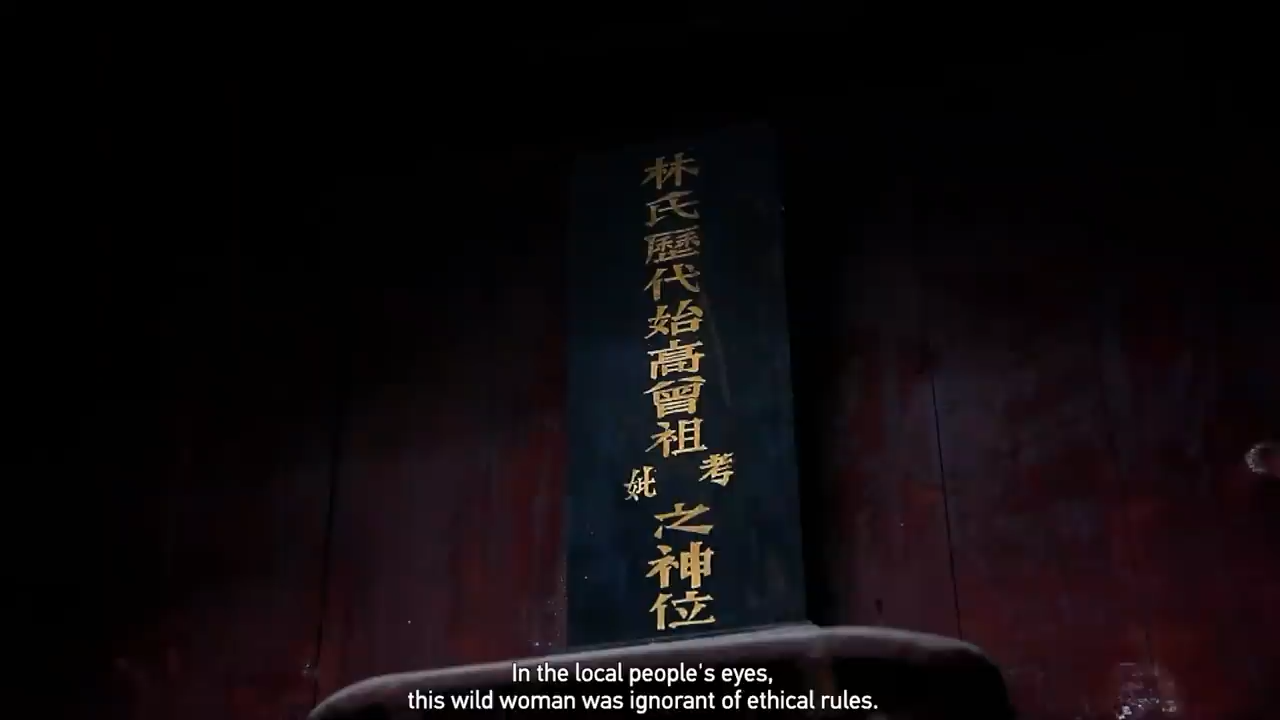 林氏歷代始高曾祖
考妣
之神位
In the local people's eyes,
this wild woman was ignorant of ethical rules.